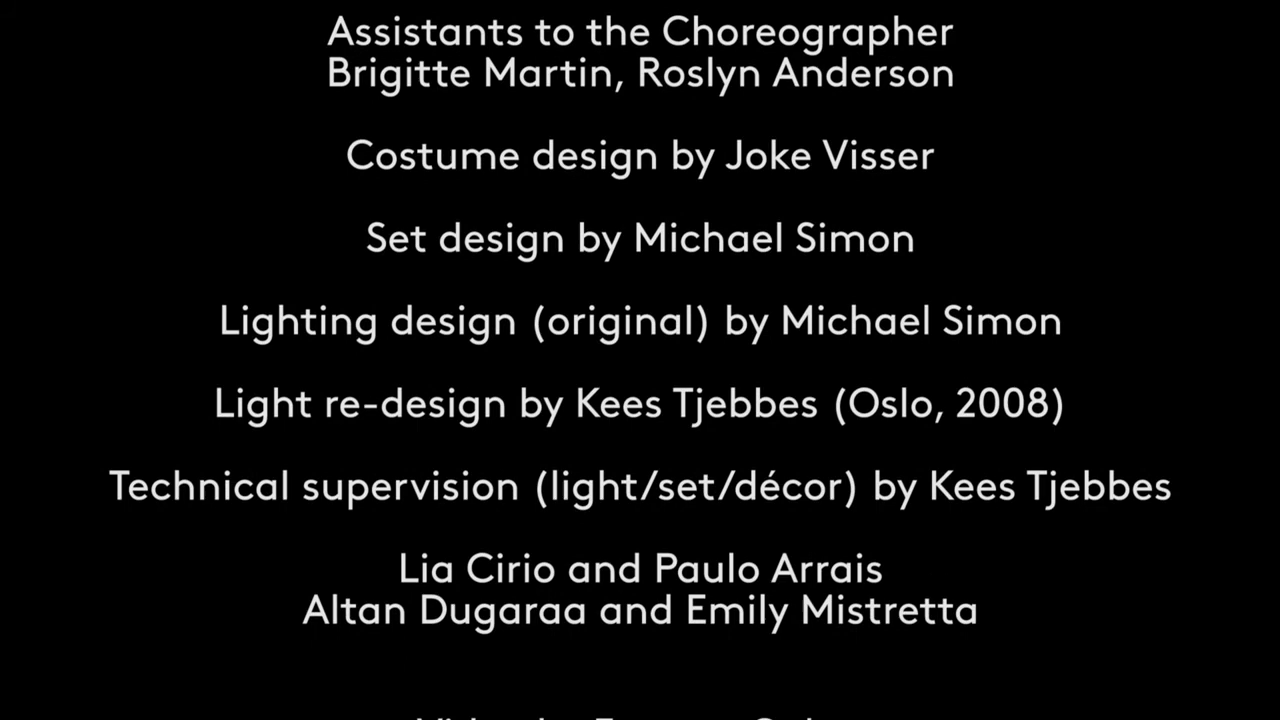 Assistants to the Choreographer
Brigitte Martin, Roslyn Anderson
Costume design by Joke Visser
Set design by Michael Simon
Lighting design (original) by Michael Simon
Light re-design by Kees Tjebbes (Oslo, 2008)
Technical supervision (light/set/décor) by Kees Tjebbes
Lia Cirio and Paulo Arrais
Altan Dugaraa and Emily Mistretta